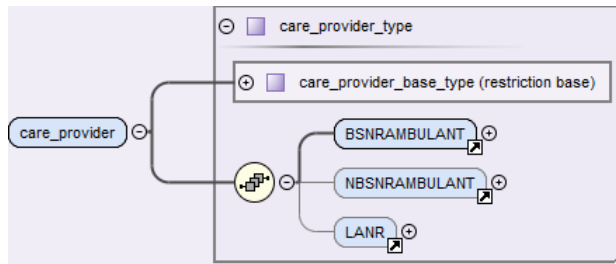 care_provider_type
care_provider_base_type (restriction base)
care_provider
BSNRAMBULANT
NBSNRAMBULANT
LANR